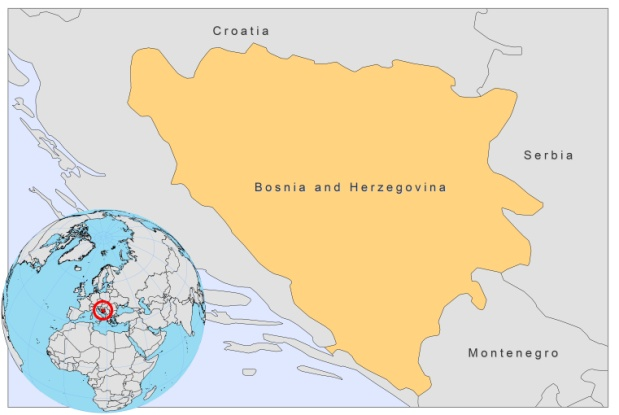 Croatia
Serbia
Bosnia and Herzegovina
Montenegro